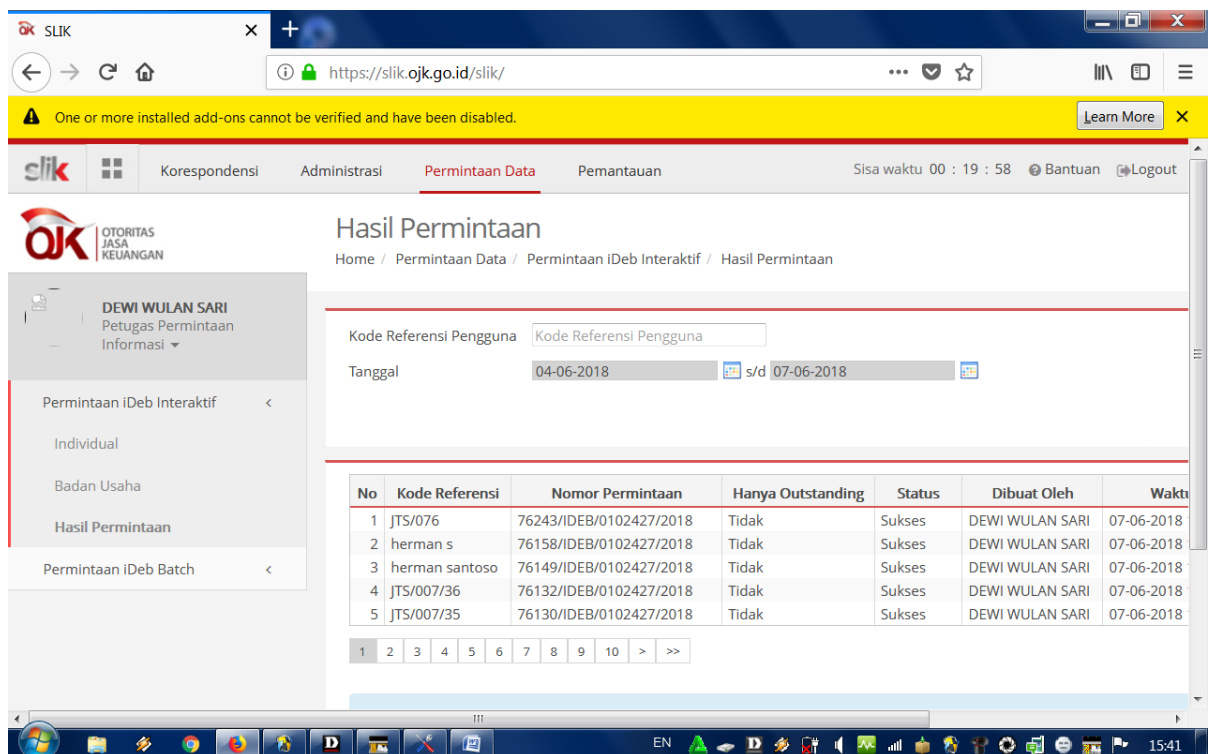 SLIK
https://slik.ojk.go.id/slik/
One or more installed add-ons cannot be verified and have been disabled. Learn More
slik Korespondensi Administrasi Permintaan Data Pemantauan Sisa waktu 00 : 19 : 58 Bantuan Logout
OJK OTORITAS JASA KEUANGAN
Hasil Permintaan
Home / Permintaan Data / Permintaan iDeb Interaktif / Hasil Permintaan
DEWI WULAN SARI
Petugas Permintaan
Informasi
Permintaan iDeb Interaktif <
Individual
Badan Usaha
Hasil Permintaan
Permintaan iDeb Batch <
Kode Referensi Pengguna Kode Referensi Pengguna
Tanggal 04-06-2018 s/d 07-06-2018
No Kode Referensi Nomor Permintaan Hanya Outstanding Status Dibuat Oleh
1 JTS/076 76243/IDEB/0102427/2018 Tidak Sukses DEWI WULAN SARI 07-06-2018
2 herman s 76158/IDEB/0102427/2018 Tidak Sukses DEWI WULAN SARI 07-06-2018
3 herman santoso 76149/IDEB/0102427/2018 Tidak Sukses DEWI WULAN SARI 07-06-2018
4 JTS/007/36 76132/IDEB/0102427/2018 Tidak Sukses DEWI WULAN SARI 07-06-2018
5 JTS/007/35 76130/IDEB/0102427/2018 Tidak Sukses DEWI WULAN SARI 07-06-2018
1 2 3 4 5 6 7 8 9 10 > >>
EN 15:41